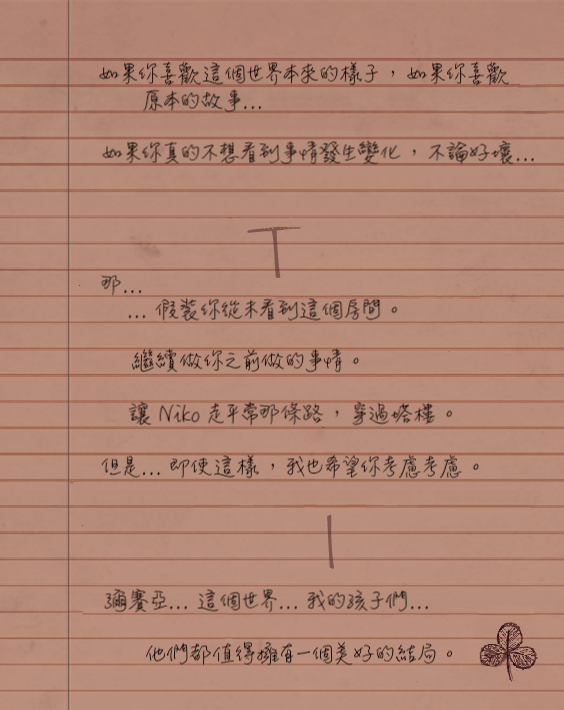 如果你喜歡這個世界本來的樣子，如果你喜歡
原本的故事...
如果你真的不想看到事情發生變化，不論好壞...
T
那...
... 假裝你從未看到這個房間。
繼續做你之前做的事情。
讓 Niko 走平常那條路，穿過塔樓。
但是... 即使這樣，我也希望你考慮考慮。
I
彌賽亞... 這個世界... 我的孩子們...
他們都值得擁有一個美好的結局。